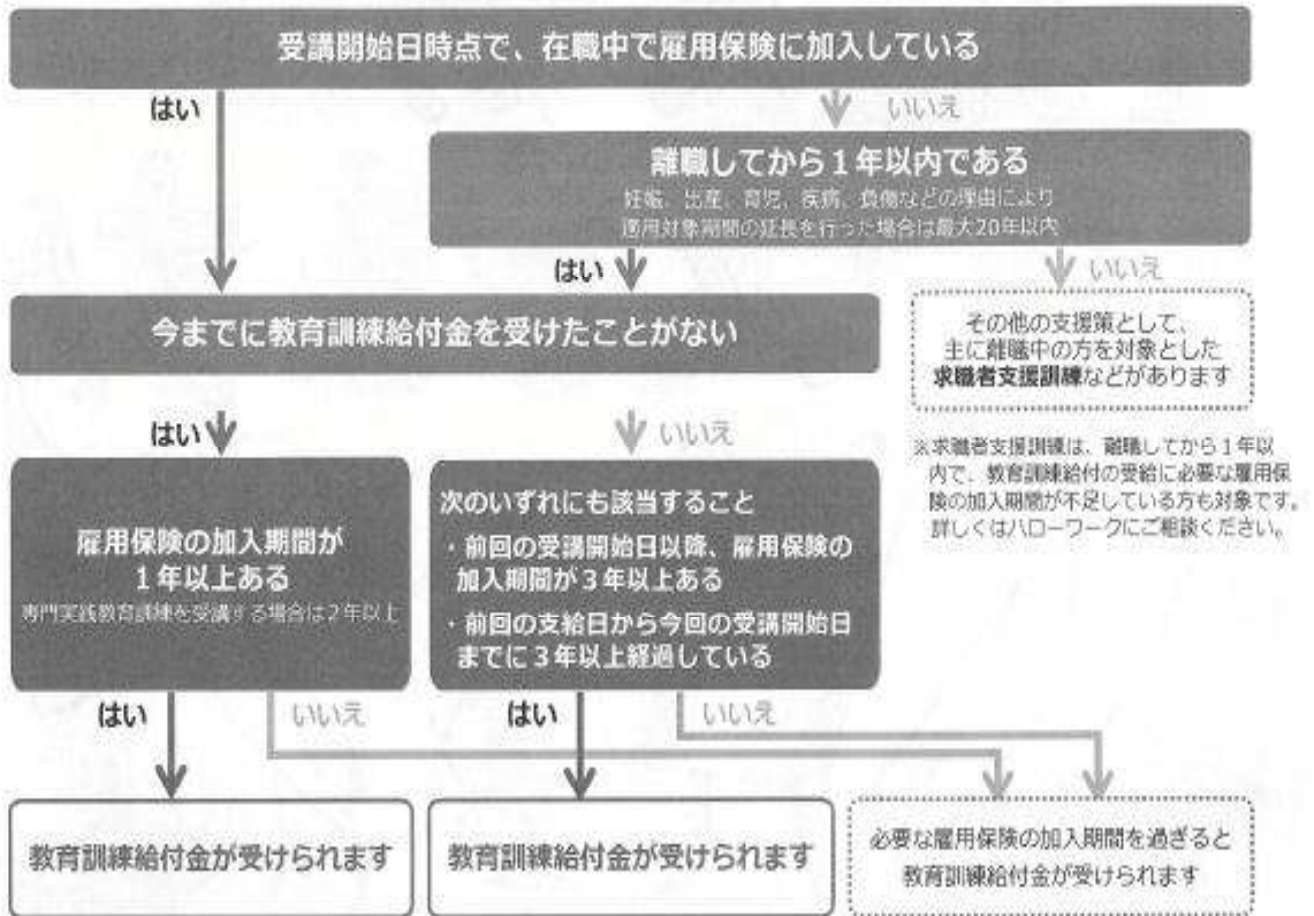 受講開始日時点で、在職中で雇用保険に加入している
はい
いいえ
離職してから1年以内である
妊娠、出産、育児、疾病、負傷などの理由により
適用対象期間の延長を行った場合は最大20年以内
はい
いいえ
今までに教育訓練給付金を受けたことがない
その他の支援策として、
主に離職中の方を対象とした
求職者支援訓練などがあります
はい
いいえ
※求職者支援訓練は、離職してから1年以
内で、教育訓練給付の受給に必要な雇用保
険の加入期間が不足している方も対象です。
詳しくはハローワークにご相談ください。
雇用保険の加入期間が
1年以上ある
専門実践教育訓練を受講する場合は2年以上
次のいずれにも該当すること
・前回の受講開始日以降、雇用保険の
加入期間が3年以上ある
・前回の支給日から今回の受講開始日
までに3年以上経過している
はい
いいえ
はい
いいえ
教育訓練給付金が受けられます
教育訓練給付金が受けられます
必要な雇用保険の加入期間を過ぎると
教育訓練給付金が受けられます